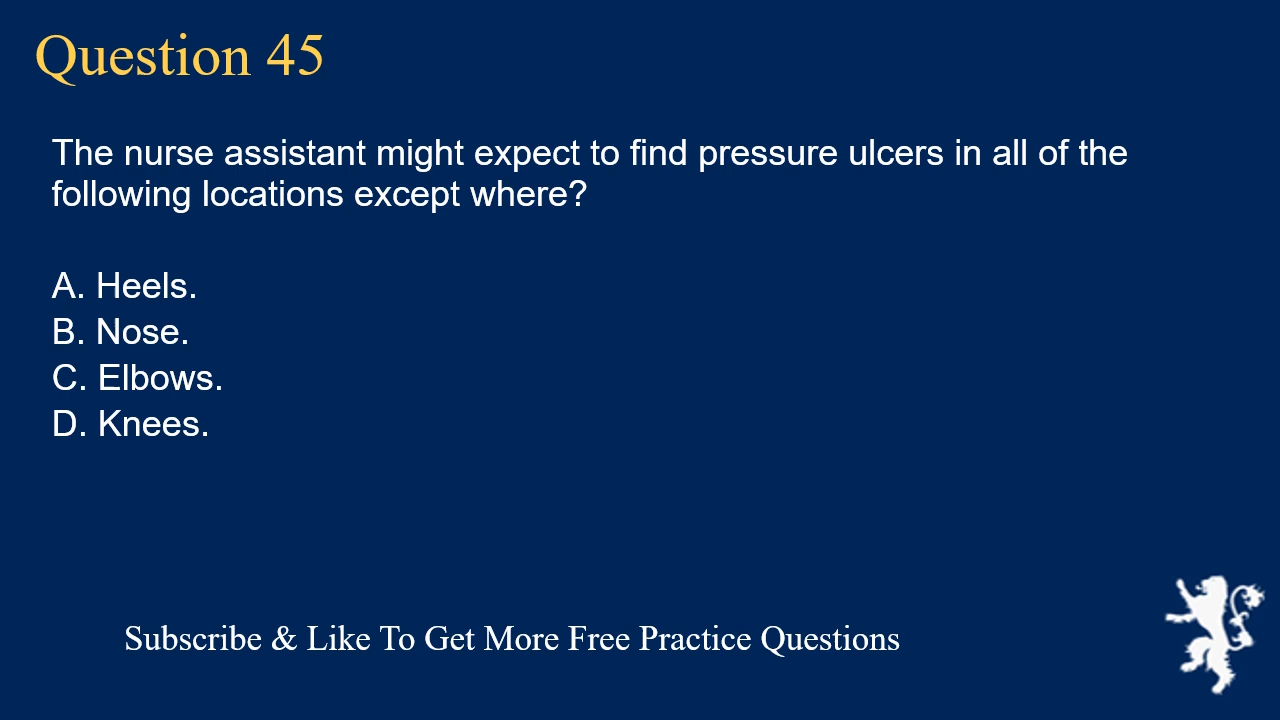 Question 45
The nurse assistant might expect to find pressure ulcers in all of the
following locations except where?
A. Heels.
B. Nose.
C. Elbows.
D. Knees.
Subscribe & Like To Get More Free Practice Questions